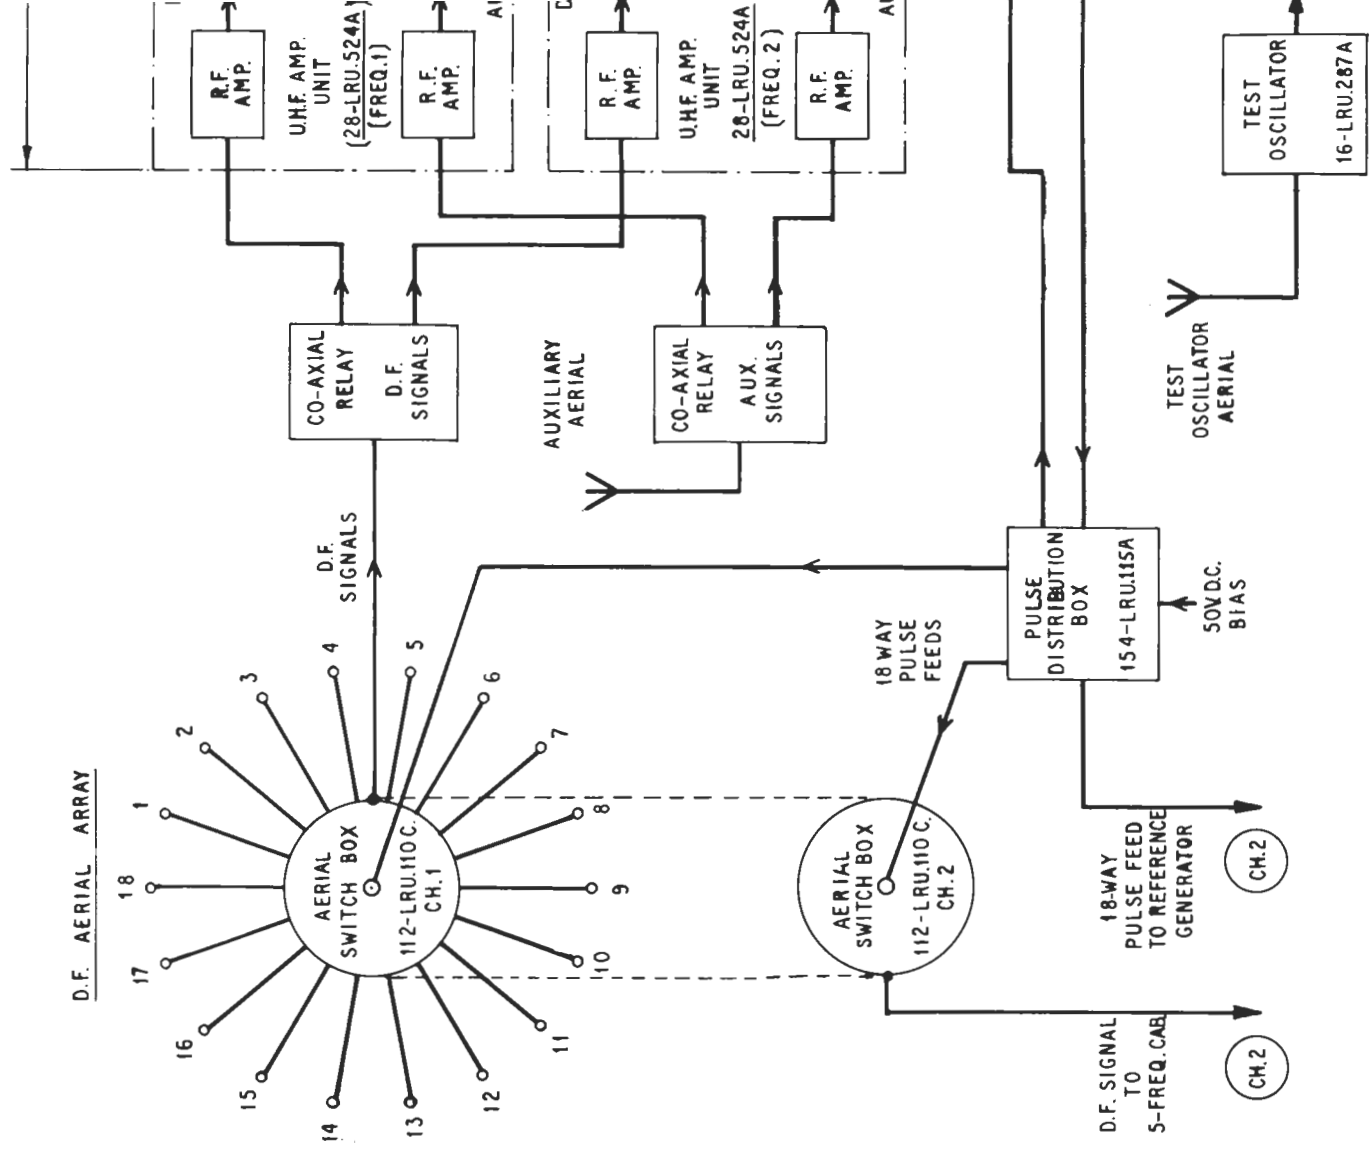 D.F. AERIAL ARRAY
1
2
3
4
5
6
7
8
9
10
11
12
13
14
15
16
17
18
AERIAL
SWITCH BOX
112-LRU.110C.
CH.1
D.F.
SIGNALS
CO-AXIAL
RELAY
D.F.
SIGNALS
R.F.
AMP.
U.H.F. AMP.
UNIT
(28-LRU.524A)
(FREQ.1)
R.F.
AMP.
AUXILIARY
AERIAL
CO-AXIAL
RELAY
AUX.
SIGNALS
R.F.
AMP.
U.H.F. AMP.
UNIT
28-LRU.524A
(FREQ. 2)
R.F.
AMP.
AERIAL
SWITCH BOX
112-LRU.110C.
CH.2
18 WAY
PULSE
FEEDS
PULSE
DISTRIBUTION
BOX
154-LRU.115A
50V D.C.
BIAS
TEST
OSCILLATOR
AERIAL
TEST
OSCILLATOR
16-LRU.287A
18-WAY
PULSE FEED
TO REFERENCE
GENERATOR
CH.2
D.F. SIGNAL
TO
5-FREQ.CAB.
CH.2